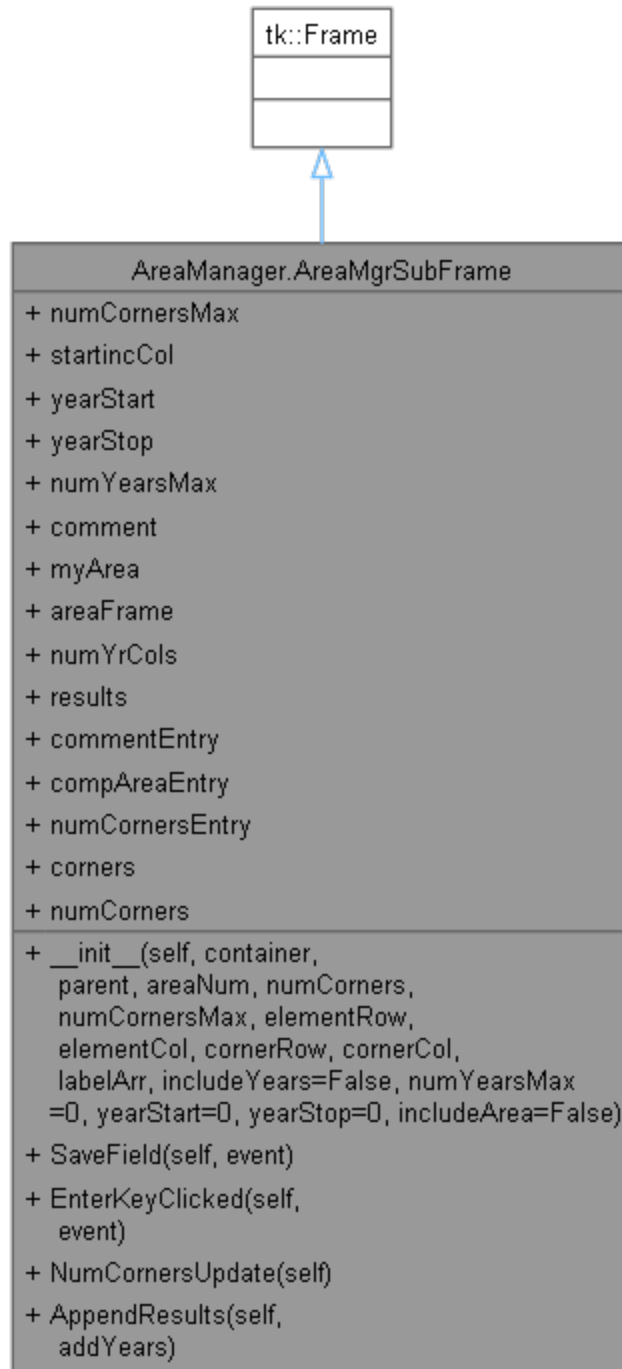 tk::Frame
AreaManager.AreaMgrSubFrame
+ numCornersMax
+ startincCol
+ yearStart
+ yearStop
+ numYearsMax
+ comment
+ myArea
+ areaFrame
+ numYrCols
+ results
+ commentEntry
+ compAreaEntry
+ numCornersEntry
+ corners
+ numCorners
+ __init__(self, container,
parent, areaNum, numCorners,
numCornersMax, elementRow,
elementCol, cornerRow, cornerCol,
labelArr, includeYears=False, numYearsMax
=0, yearStart=0, yearStop=0, includeArea=False)
+ SaveField(self, event)
+ EnterKeyClicked(self,
event)
+ NumCornersUpdate(self)
+ AppendResults(self,
addYears)